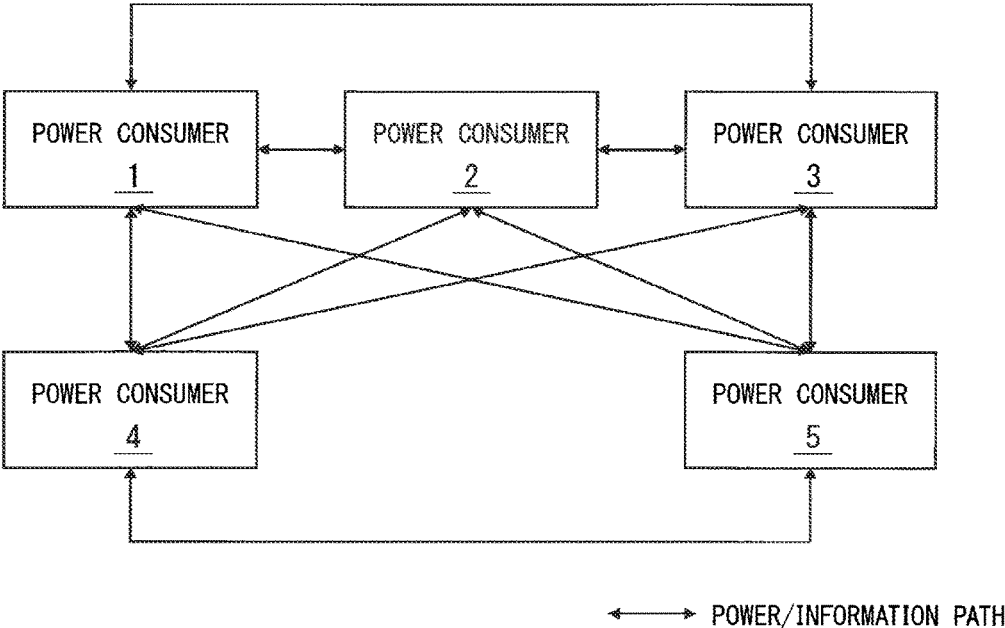 POWER CONSUMER
1
POWER CONSUMER
2
POWER CONSUMER
3
POWER CONSUMER
4
POWER CONSUMER
5
POWER/INFORMATION PATH